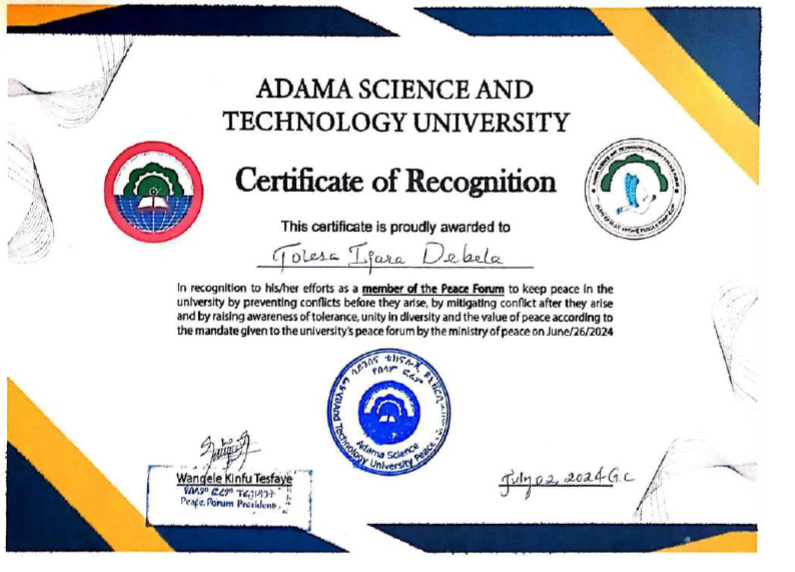 ADAMA SCIENCE AND
TECHNOLOGY UNIVERSITY
Certificate of Recognition
This certificate is proudly awarded to
Debela
In recognition to his/her efforts as a member of the Peace Forum to keep peace in the
university by preventing conflicts before they arise, by mitigating conflict after they arise
and by raising awareness of tolerance, unity in diversity and the value of peace according to
the mandate given to the university's peace forum by the ministry of peace on June/26/2024
Adama Science
and Technology University Peace
Wangele Kinfu Tesfaye
Peace Forum President
July 02, 2024 G.C